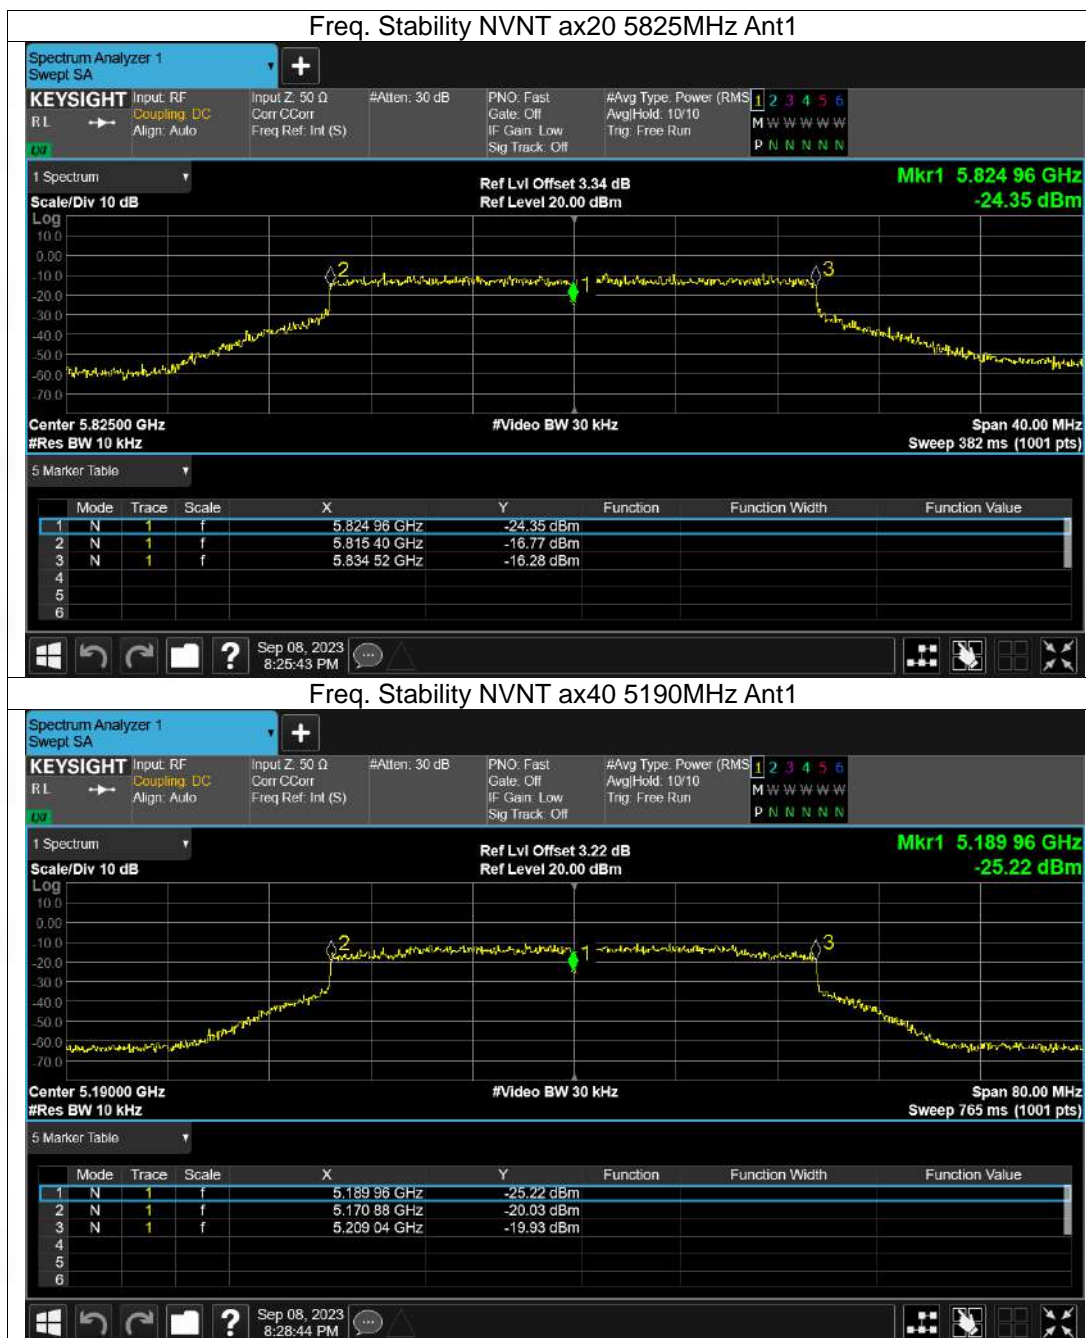 Freq. Stability NVNT ax20 5825MHz Ant1
Spectrum Analyzer 1
Swept SA
+
KEYSIGHT Input: RF Input Z: 50 Ω #Atten: 30 dB PNO: Fast #Avg Type: Power (RMS 1 2 3 4 5 6
RL Coupling: DC Corr CCorr Gate: Off Avg|Hold: 10/10 M W W W W W
Align: Auto Freq Ref: Int (S) IF Gain: Low Trig: Free Run
LXI Sig Track: Off P N N N N N
1 Spectrum Ref Lvl Offset 3.34 dB Mkr1 5.824 96 GHz
Scale/Div 10 dB Ref Level 20.00 dBm -24.35 dBm
Log
10.0
0.00
-10.0 2 1 3
-20.0
-30.0
-40.0
-50.0
-60.0
-70.0
Center 5.82500 GHz #Video BW 30 kHz Span 40.00 MHz
#Res BW 10 kHz Sweep 382 ms (1001 pts)
5 Marker Table
Mode Trace Scale X Y Function Function Width Function Value
1 N 1 f 5.824 96 GHz -24.35 dBm
2 N 1 f 5.815 40 GHz -16.77 dBm
3 N 1 f 5.834 52 GHz -16.28 dBm
4
5
6
? Sep 08, 2023
8:25:43 PM
Freq. Stability NVNT ax40 5190MHz Ant1
Spectrum Analyzer 1
Swept SA
+
KEYSIGHT Input: RF Input Z: 50 Ω #Atten: 30 dB PNO: Fast #Avg Type: Power (RMS 1 2 3 4 5 6
RL Coupling: DC Corr CCorr Gate: Off Avg|Hold: 10/10 M W W W W W
Align: Auto Freq Ref: Int (S) IF Gain: Low Trig: Free Run
LXI Sig Track: Off P N N N N N
1 Spectrum Ref Lvl Offset 3.22 dB Mkr1 5.189 96 GHz
Scale/Div 10 dB Ref Level 20.00 dBm -25.22 dBm
Log
10.0
0.00
-10.0 2 1 3
-20.0
-30.0
-40.0
-50.0
-60.0
-70.0
Center 5.19000 GHz #Video BW 30 kHz Span 80.00 MHz
#Res BW 10 kHz Sweep 765 ms (1001 pts)
5 Marker Table
Mode Trace Scale X Y Function Function Width Function Value
1 N 1 f 5.189 96 GHz -25.22 dBm
2 N 1 f 5.170 88 GHz -20.03 dBm
3 N 1 f 5.209 04 GHz -19.93 dBm
4
5
6
? Sep 08, 2023
8:28:44 PM